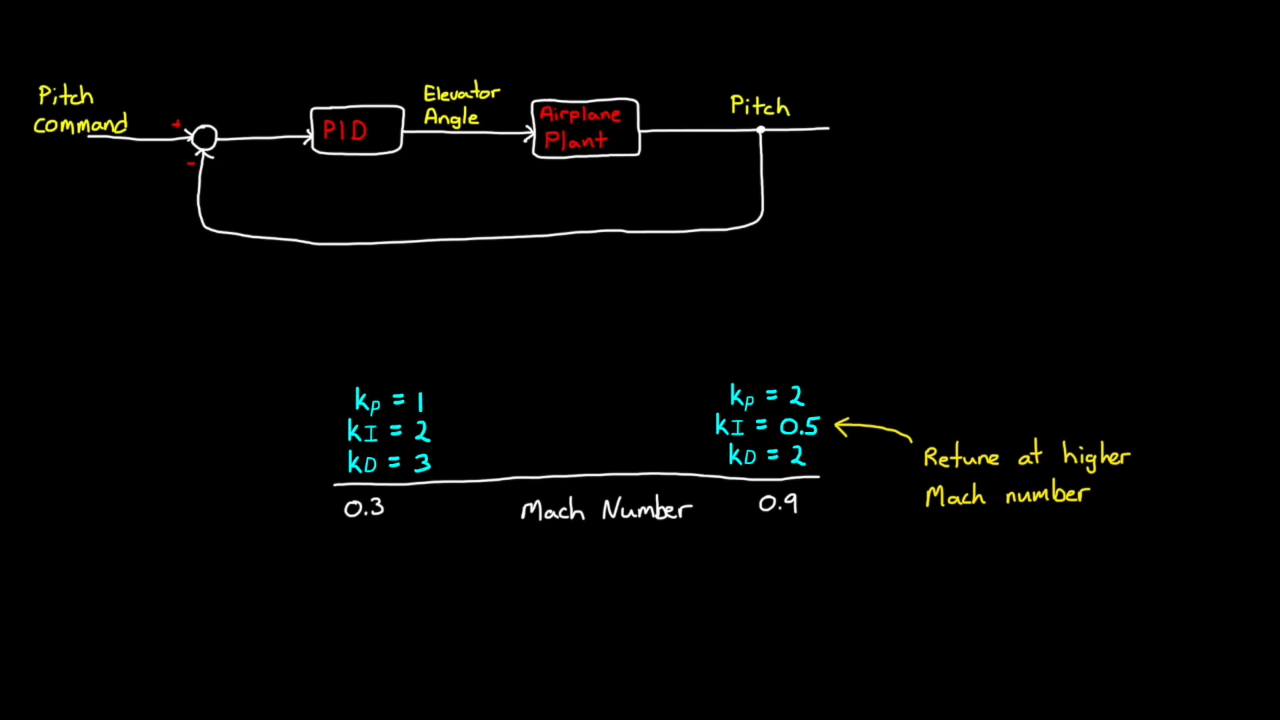 Pitch
command
+
-
PID
Elevator
Angle
Airplane
Plant
Pitch
kp = 1
kI = 2
kD = 3
kp = 2
kI = 0.5
kD = 2
Retune at higher
Mach number
0.3
Mach Number
0.9